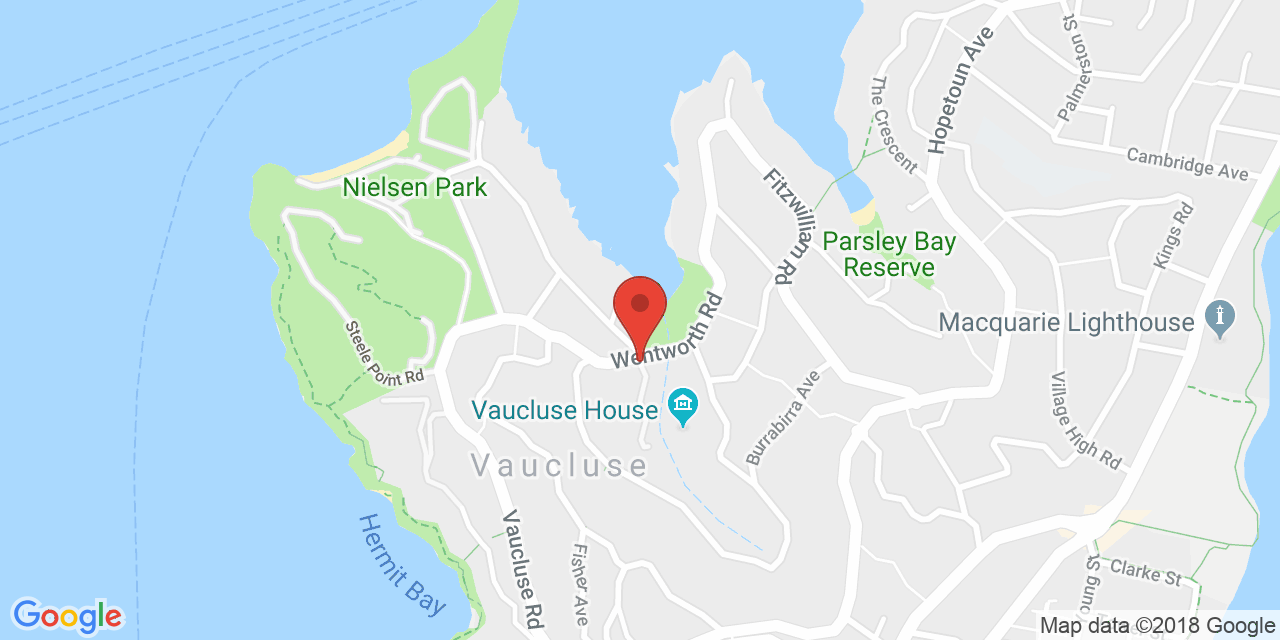 Palmerston St
Hopetoun Ave
The Crescent
Cambridge Ave
Nielsen Park
Fitzwilliam Rd
Kings Rd
Parsley Bay
Reserve
Wentworth Rd
Macquarie Lighthouse
Steele Point Rd
Vaucluse House
Burrabirra Ave
Village High Rd
Vaucluse
Hermit Bay
Vaucluse Rd
Fisher Ave
Clarke St
Young St
Google
Map data ©2018 Google